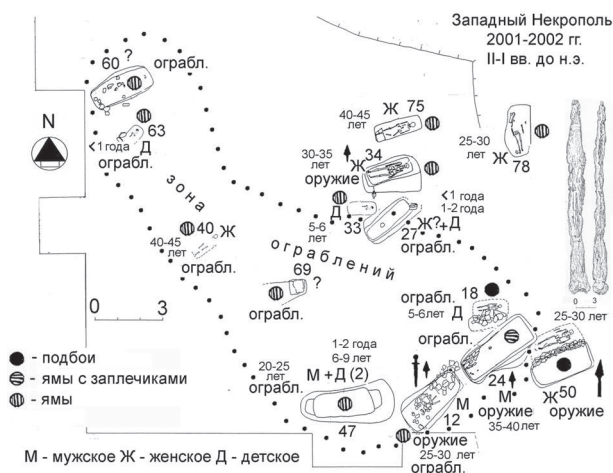 Западный Некрополь
2001-2002 гг.
II-I вв. до н.э.
60 ?
ограбл.
63
<1 года
Д
ограбл.
N
зона
ограблений
40-45
лет
Ж 75
25-30
лет
Ж
78
30-35
лет
34
оружие
Ж
Д
33
5-6
лет
<1 года
1-2 года
27
Ж?+Д
ограбл.
40 Ж
40-45
лет
ограбл.
69
?
ограбл.
0 3
ограбл.
18
5-6лет
Д
ограбл.
0 3
25-30 лет
1-2 года
6-9 лет
М +Д (2)
20-25
лет
ограбл.
47
М
12
оружие
25-30 лет
ограбл.
24
М
оружие
35-40лет
Ж
50
оружие
- подбои
- ямы с заплечиками
- ямы
М - мужское Ж - женское Д - детское